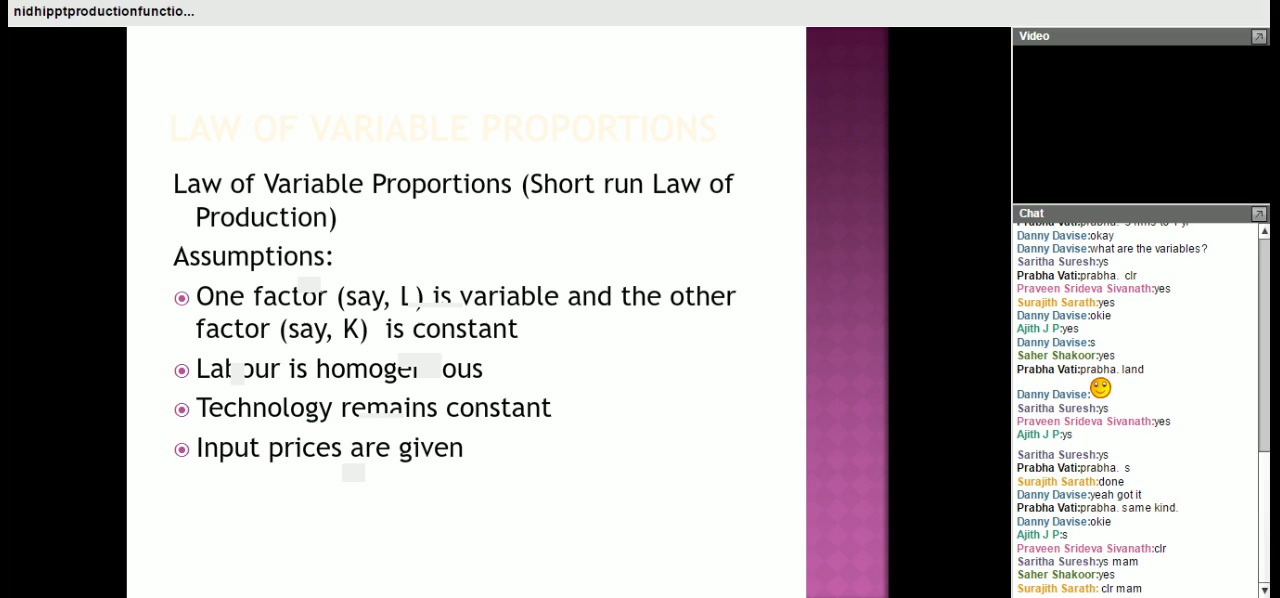 nidhipptproductionfunctio...
LAW OF VARIABLE PROPORTIONS
Law of Variable Proportions (Short run Law of
Production)
Assumptions:
One factor (say, L) is variable and the other
factor (say, K) is constant
Labour is homogenous
Technology remains constant
Input prices are given
Video
Chat
Danny Davise:okay
Danny Davise:what are the variables?
Saritha Suresh:ys
Prabha Vati:prabha. clr
Praveen Srideva Sivanath:yes
Surajith Sarath:yes
Danny Davise:okie
Ajith J P:yes
Danny Davise:s
Saher Shakoor:yes
Prabha Vati:prabha. land
Danny Davise:
Saritha Suresh:ys
Praveen Srideva Sivanath:yes
Ajith J P:ys
Saritha Suresh:ys
Prabha Vati:prabha. s
Surajith Sarath:done
Danny Davise:yeah got it
Prabha Vati:prabha. same kind.
Danny Davise:okie
Ajith J P:s
Praveen Srideva Sivanath:clr
Saritha Suresh:ys mam
Saher Shakoor:yes
Surajith Sarath: clr mam